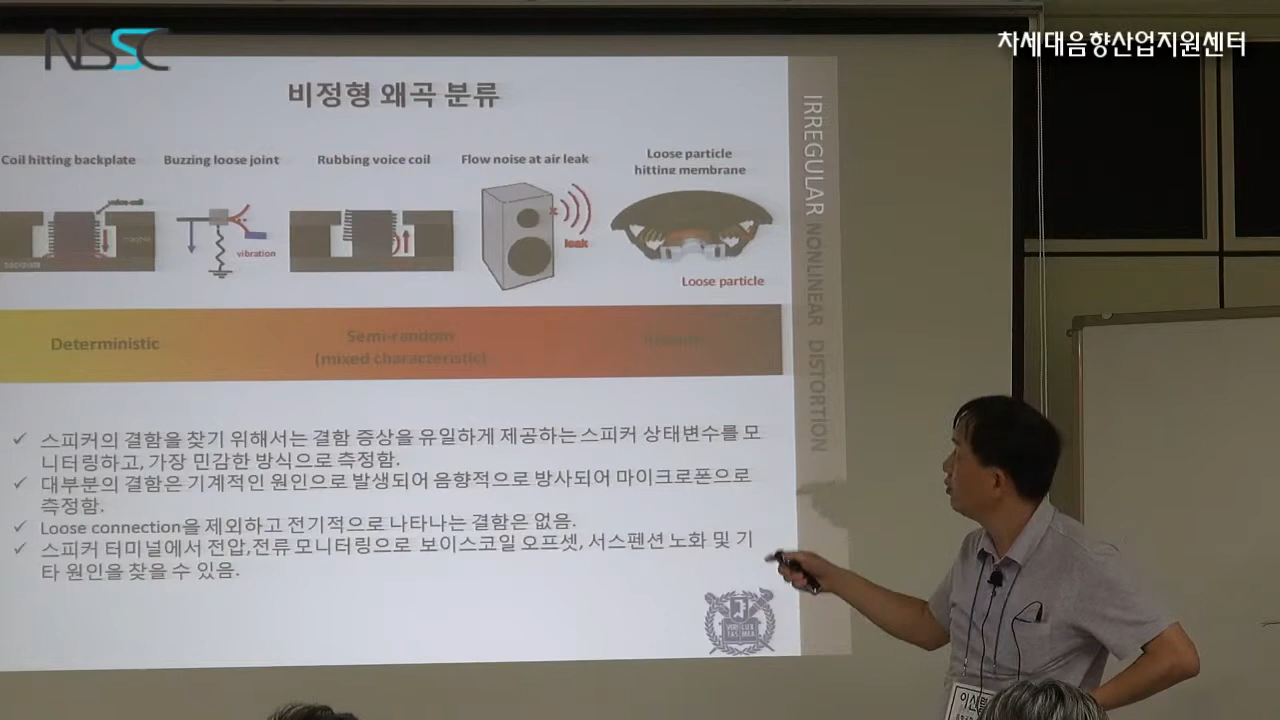 NSSC
차세대음향산업지원센터
비정형 왜곡 분류
Coil hitting backplate
Buzzing loose joint
Rubbing voice coil
Flow noise at air leak
Loose particle
hitting membrane
voice-coil
vibration
leak
Loose particle
Deterministic
Semi-random
(mixed characteristic)
스피커의 결함을 찾기 위해서는 결함 증상을 유일하게 제공하는 스피커 상태변수를 모
니터링하고, 가장 민감한 방식으로 측정함.
대부분의 결함은 기계적인 원인으로 발생되어 음향적으로 방사되어 마이크로폰으로
측정함.
Loose connection을 제외하고 전기적으로 나타나는 결함은 없음.
스피커 터미널에서 전압,전류 모니터링으로 보이스코일 오프셋, 서스펜션 노화 및 기
타 원인을 찾을 수 있음.
IRREGULAR NONLINEAR DISTORTION